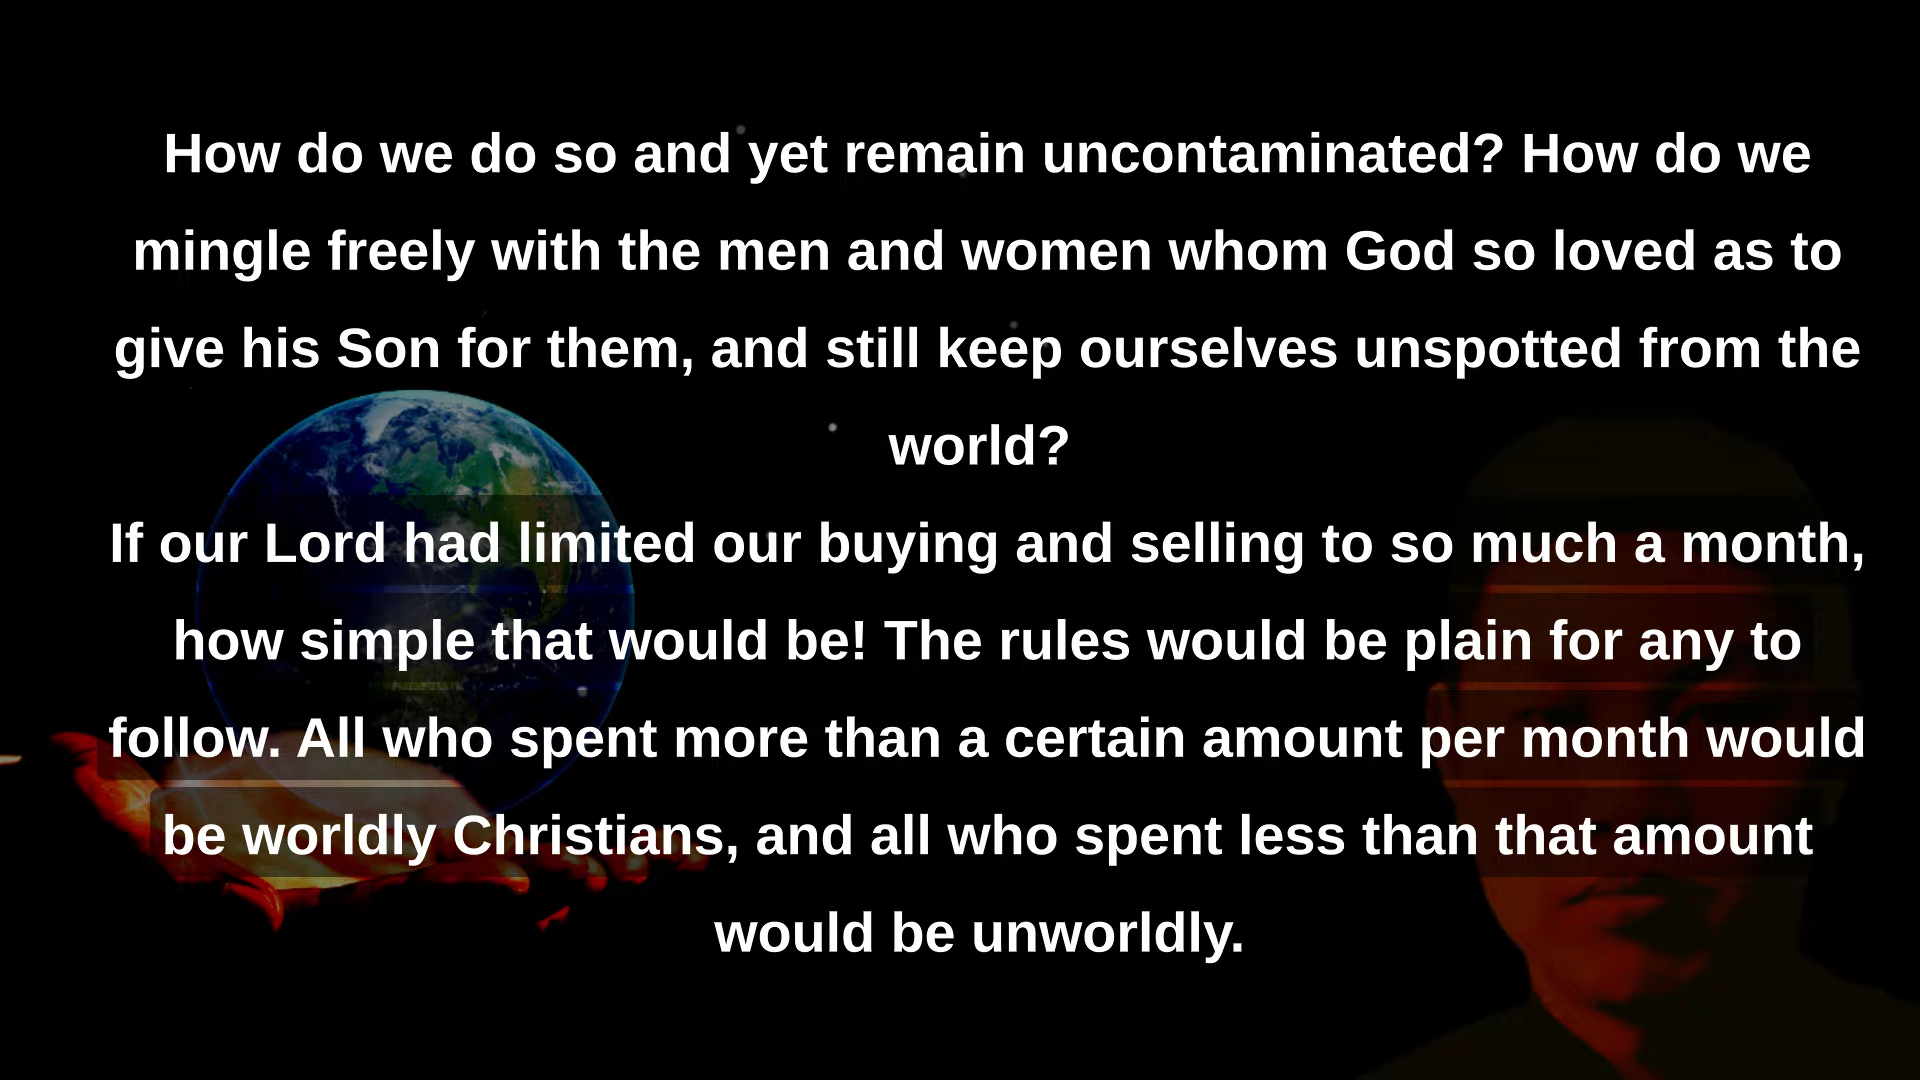 How do we do so and yet remain uncontaminated? How do we
mingle freely with the men and women whom God so loved as to
give his Son for them, and still keep ourselves unspotted from the
world?
If our Lord had limited our buying and selling to so much a month,
how simple that would be! The rules would be plain for any to
follow. All who spent more than a certain amount per month would
be worldly Christians, and all who spent less than that amount
would be unworldly.